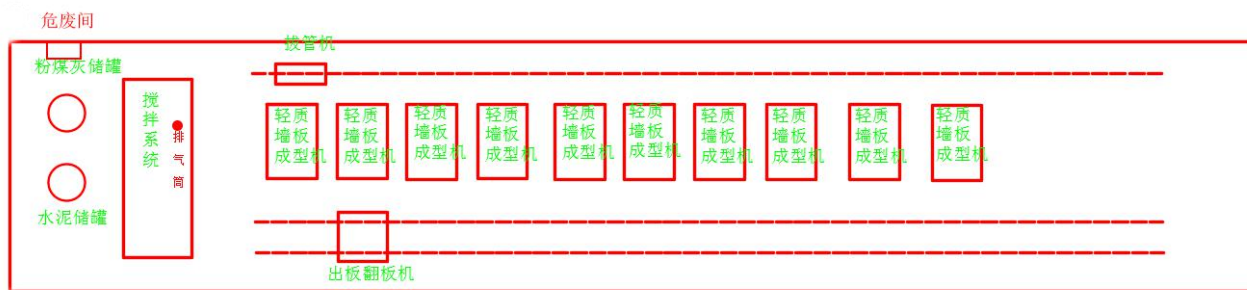 危废间
粉煤灰储罐
水泥储罐
搅拌系统
排气筒
拔管机
轻质
墙板
成型机
轻质
墙板
成型机
轻质
墙板
成型机
轻质
墙板
成型机
轻质
墙板
成型机
轻质
墙板
成型机
轻质
墙板
成型机
轻质
墙板
成型机
轻质
墙板
成型机
轻质
墙板
成型机
出板翻板机